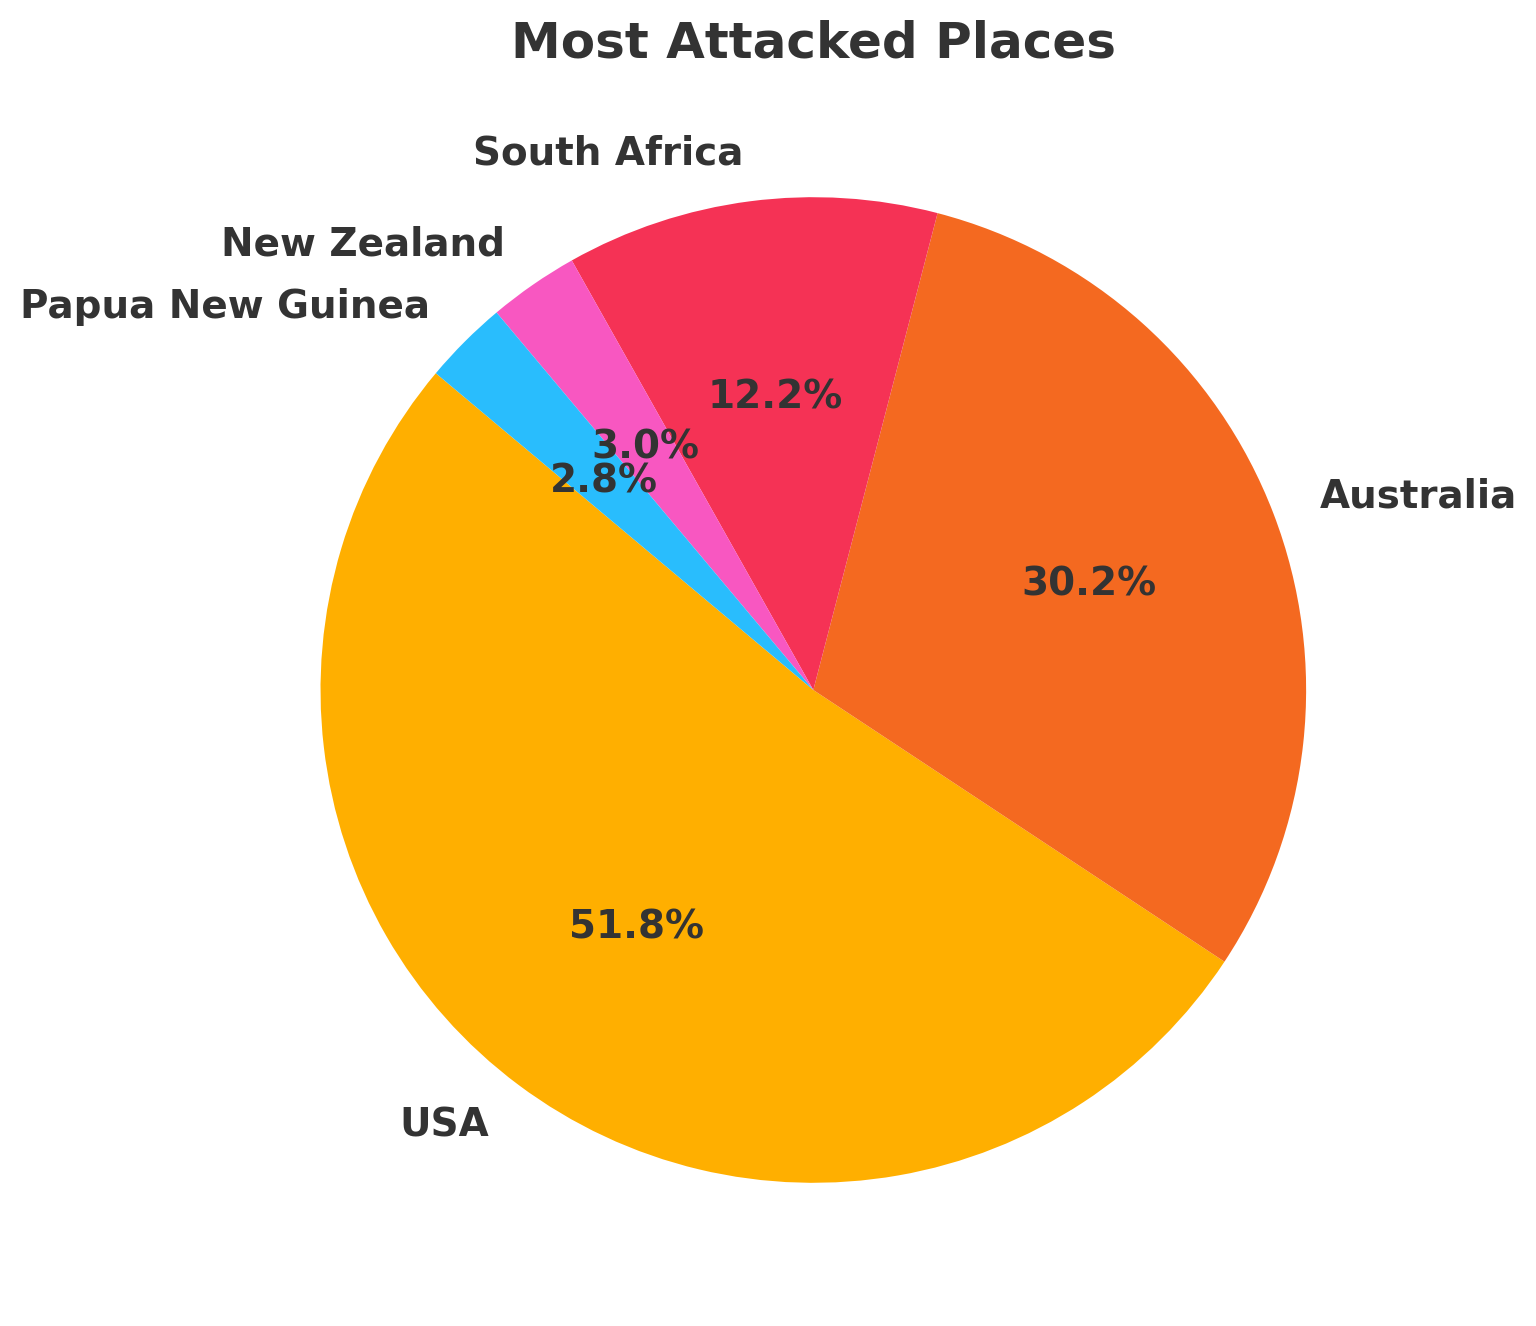 Most Attacked Places
South Africa
New Zealand
Papua New Guinea
12.2%
3.0%
2.8%
Australia
30.2%
51.8%
USA